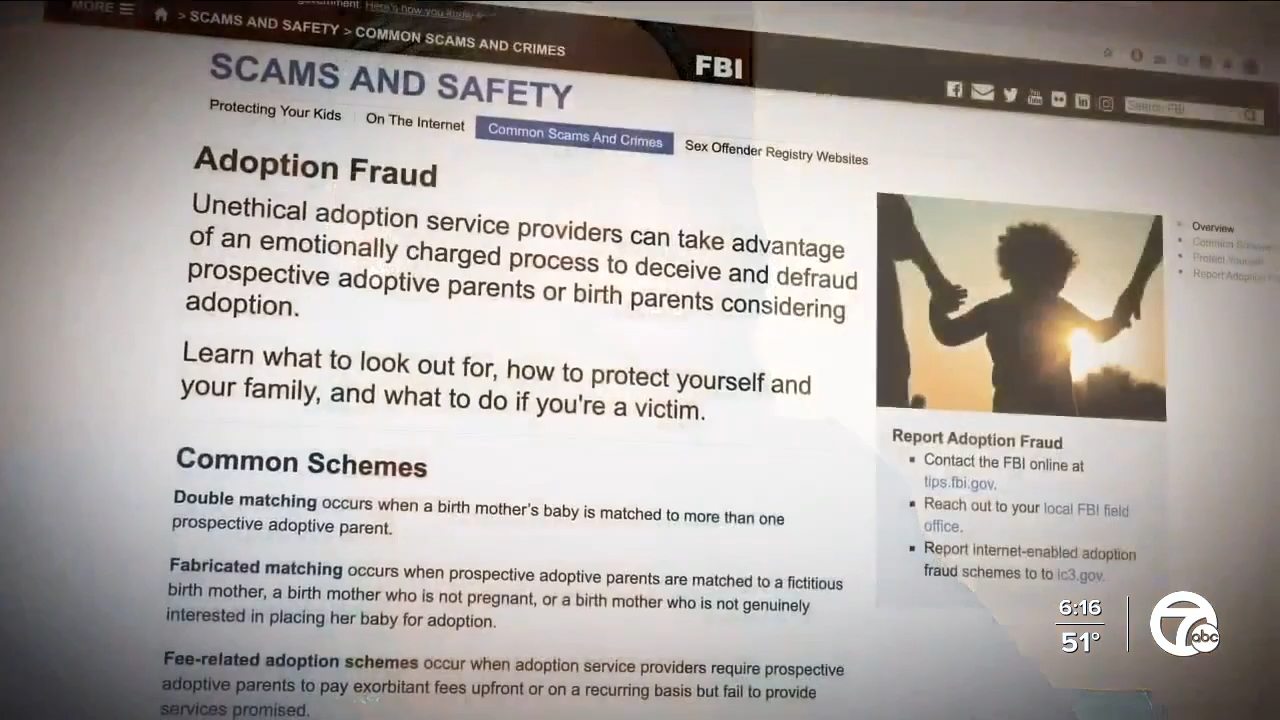 MORE
> SCAMS AND SAFETY > COMMON SCAMS AND CRIMES
Here's how you know
FBI
SCAMS AND SAFETY
Search FBI
Protecting Your Kids
On The Internet
Common Scams And Crimes
Sex Offender Registry Websites
Adoption Fraud
Unethical adoption service providers can take advantage
of an emotionally charged process to deceive and defraud
prospective adoptive parents or birth parents considering
adoption.
Learn what to look out for, how to protect yourself and
your family, and what to do if you're a victim.
Overview
Report Adoption
Report Adoption Fraud
Contact the FBI online at
tips.fbi.gov.
Reach out to your local FBI field
office.
Report internet-enabled adoption
fraud schemes to to ic3.gov.
Common Schemes
Double matching occurs when a birth mother's baby is matched to more than one
prospective adoptive parent.
Fabricated matching occurs when prospective adoptive parents are matched to a fictitious
birth mother, a birth mother who is not pregnant, or a birth mother who is not genuinely
interested in placing her baby for adoption.
Fee-related adoption schemes occur when adoption service providers require prospective
adoptive parents to pay exorbitant fees upfront or on a recurring basis but fail to provide
services promised.
6:16
51°
7 abc